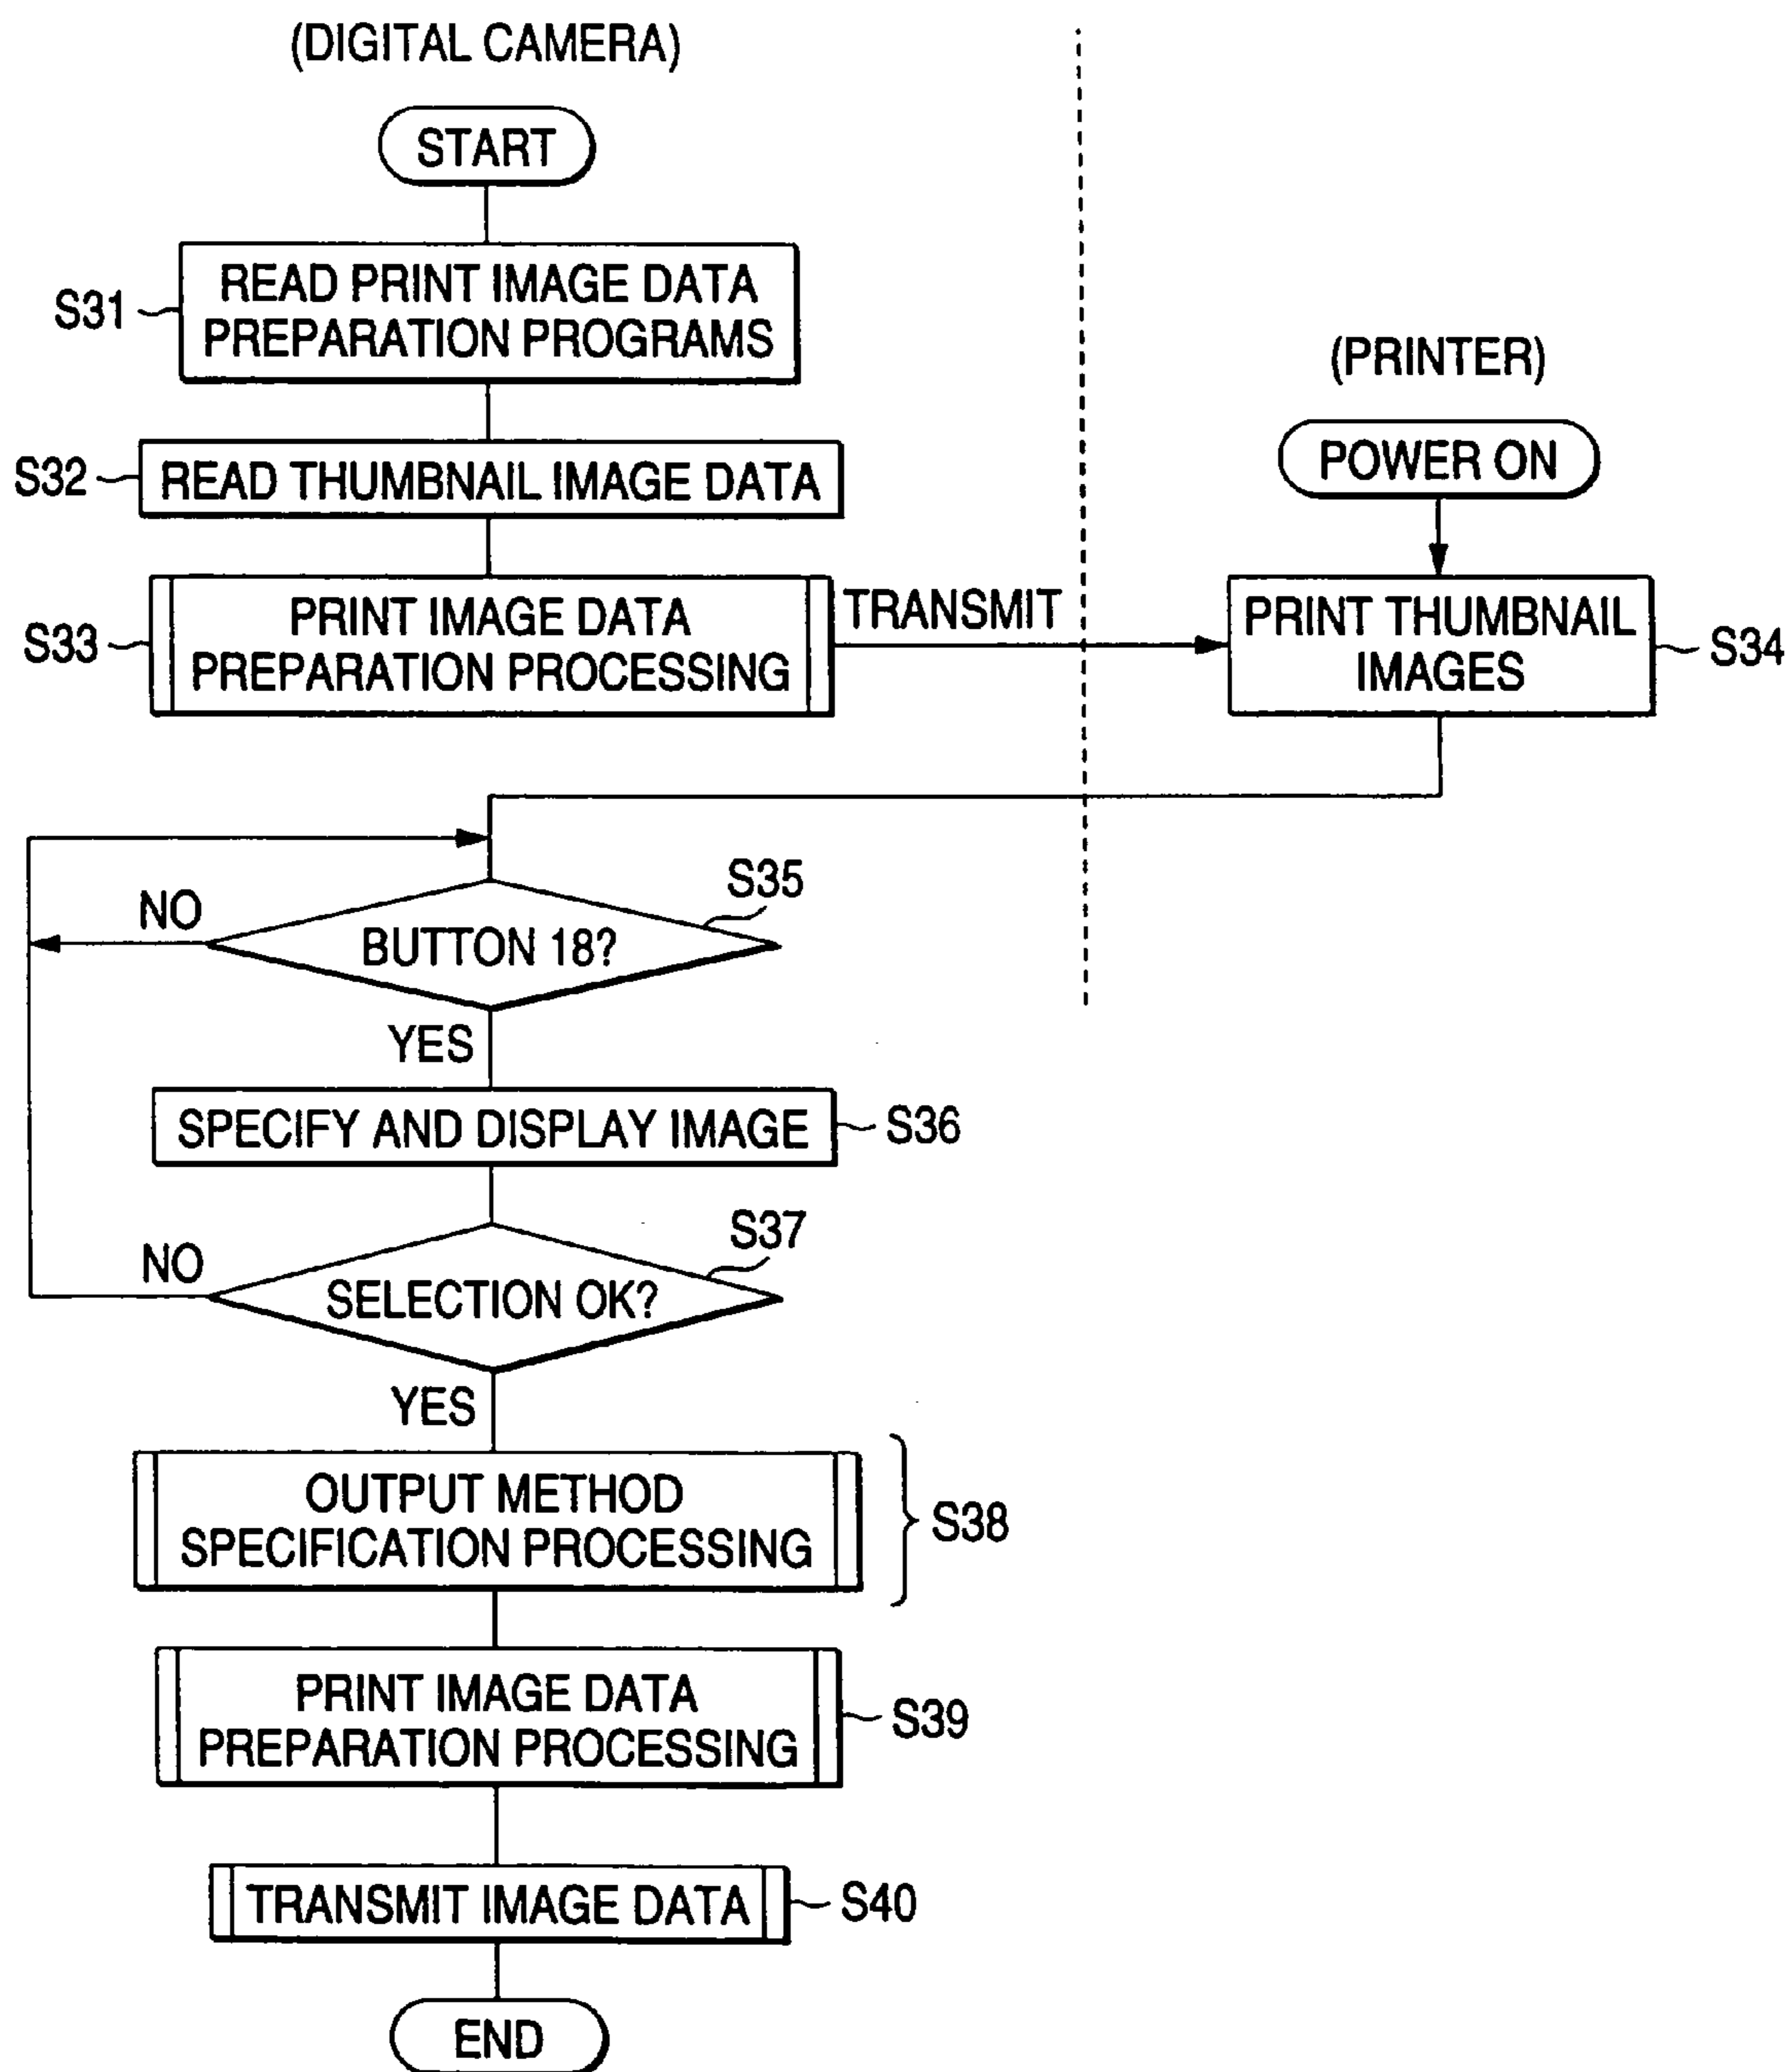 (DIGITAL CAMERA)
START
S31
READ PRINT IMAGE DATA
PREPARATION PROGRAMS
S32
READ THUMBNAIL IMAGE DATA
S33
PRINT IMAGE DATA
PREPARATION PROCESSING
TRANSMIT
(PRINTER)
POWER ON
PRINT THUMBNAIL
IMAGES
S34
S35
NO
BUTTON 18?
YES
SPECIFY AND DISPLAY IMAGE
S36
S37
NO
SELECTION OK?
YES
OUTPUT METHOD
SPECIFICATION PROCESSING
S38
PRINT IMAGE DATA
PREPARATION PROCESSING
S39
TRANSMIT IMAGE DATA
S40
END